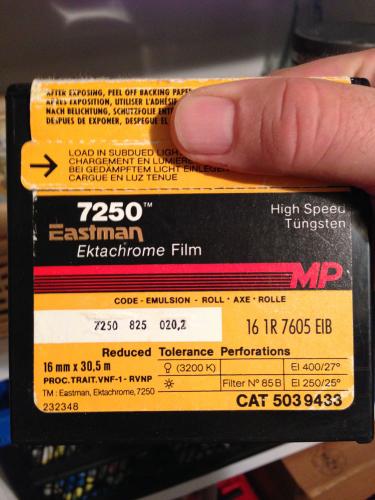 AFTER EXPOSING, PEEL OFF BACKING PAPE
APRÈS EXPOSITION, UTILISER L'ADHÉSIF
NACH BELICHTUNG, SCHUTZFOLIE ENT
DESPUES DE EXPONER, DESPEGUE EL
LOAD IN SUBDUED LIGHT
CHARGEMENT EN LUMIÈRE
BEI GEDÄMPFTEM LICHT EINLEGEN
CARGUE EN LUZ TENUE
7250™
Eastman
Ektachrome Film
High Speed
Tüngsten
MP
CODE - EMULSION - ROLL · AXE · ROLLE
7250 825 020,2
16 1R 7605 EIB
Reduced Tolerance Perforations
16 mm x 30,5 m
(3200 K)
EI 400/27°
PROC.TRAIT.VNF-1 - RVNP
Filter N° 85B
EI 250/25°
TM : Eastman, Ektachrome, 7250
232348
CAT 503 9433